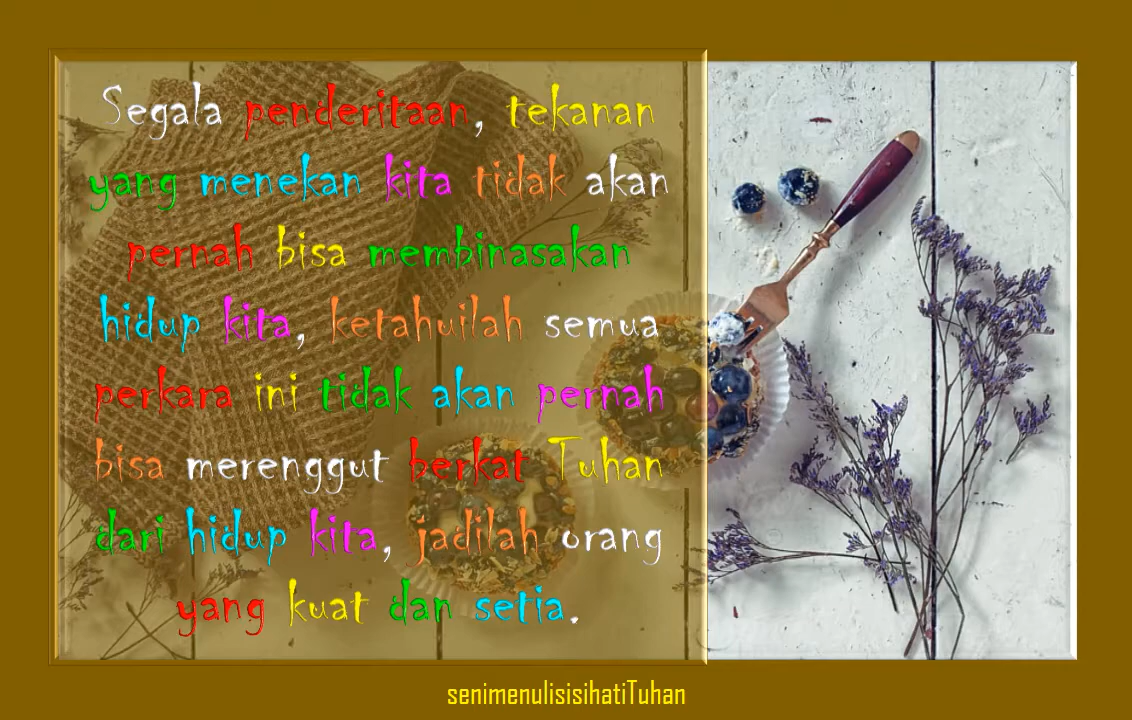 Segala penderitaan, tekanan
yang menekan kita tidak akan
pernah bisa membinasakan
hidup kita, ketahuilah semua
perkara ini tidak akan pernah
bisa merenggut berkat Tuhan
dari hidup kita, jadilah orang
yang kuat dan setia.
senimenulisisihatiTuhan